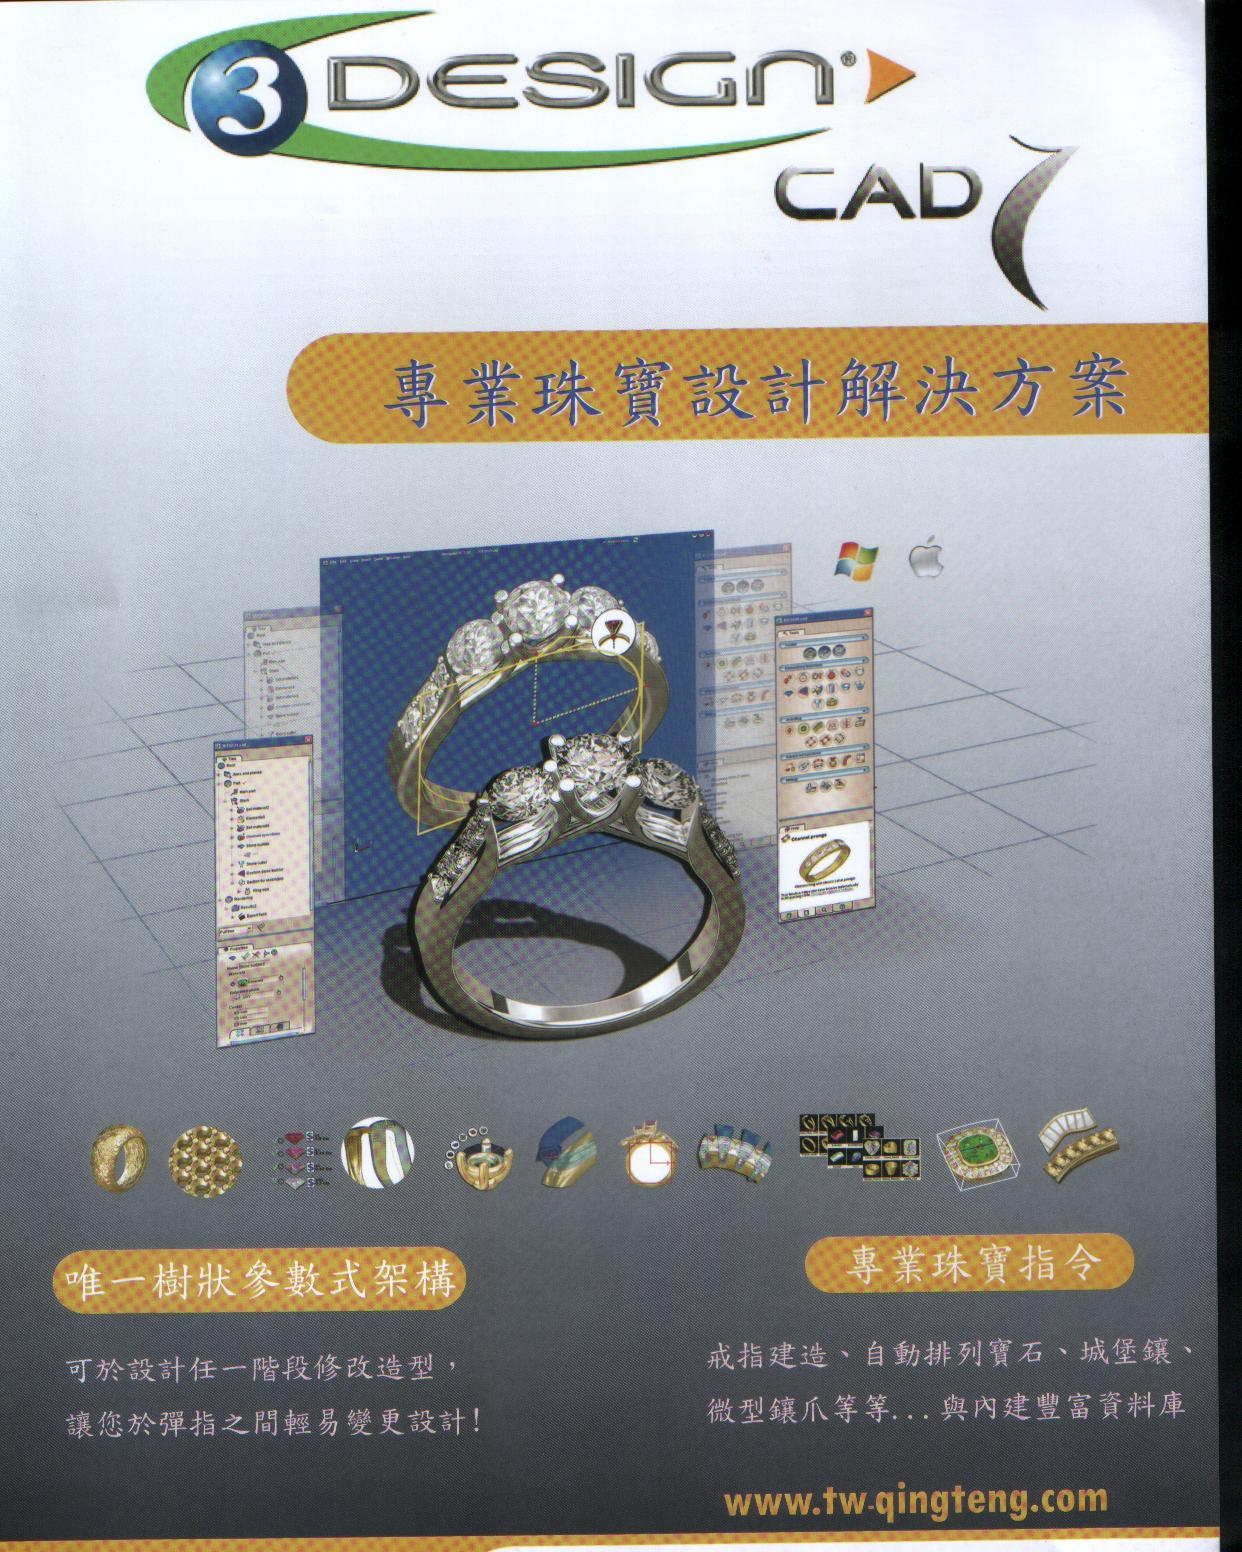 3DESIGN®
CAD 7
專業珠寶設計解決方案
Channel prongs
唯一樹狀參數式架構
專業珠寶指令
可於設計任一階段修改造型，
讓您於彈指之間輕易變更設計！
戒指建造、自動排列寶石、城堡鑲、
微型鑲爪等等...與內建豐富資料庫
www.tw-qingteng.com